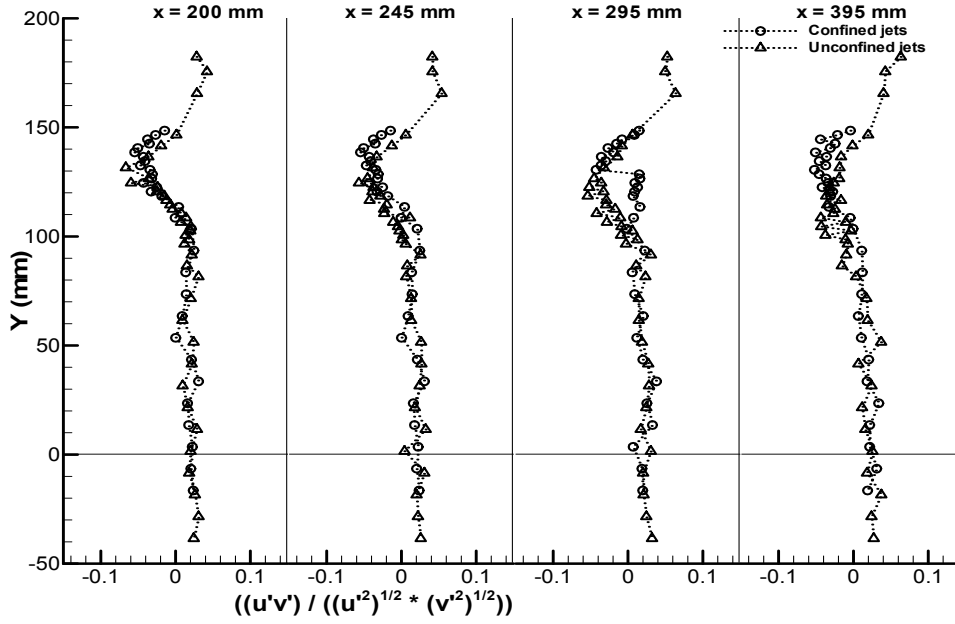 x = 200 mm
x = 245 mm
x = 295 mm
x = 395 mm
Confined jets
Unconfined jets
Y (mm)
200
150
100
50
0
-50
-0.1 0 0.1
-0.1 0 0.1
-0.1 0 0.1
-0.1 0 0.1
((u'v') / ((u'²)¹/² * (v'²)¹/²))